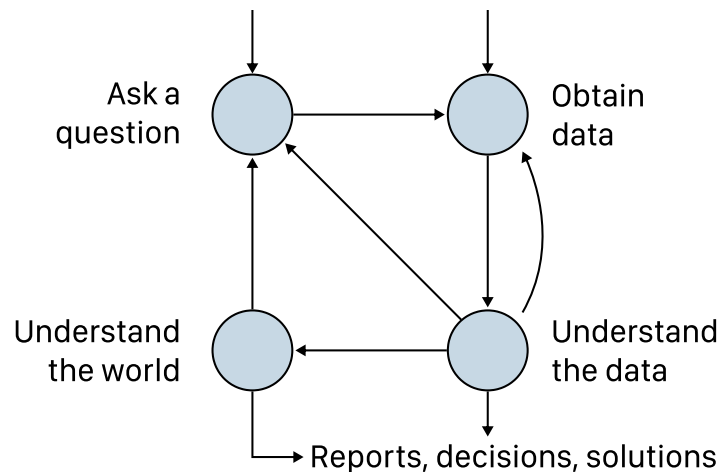 Ask a
question
Obtain
data
Understand
the world
Understand
the data
Reports, decisions, solutions